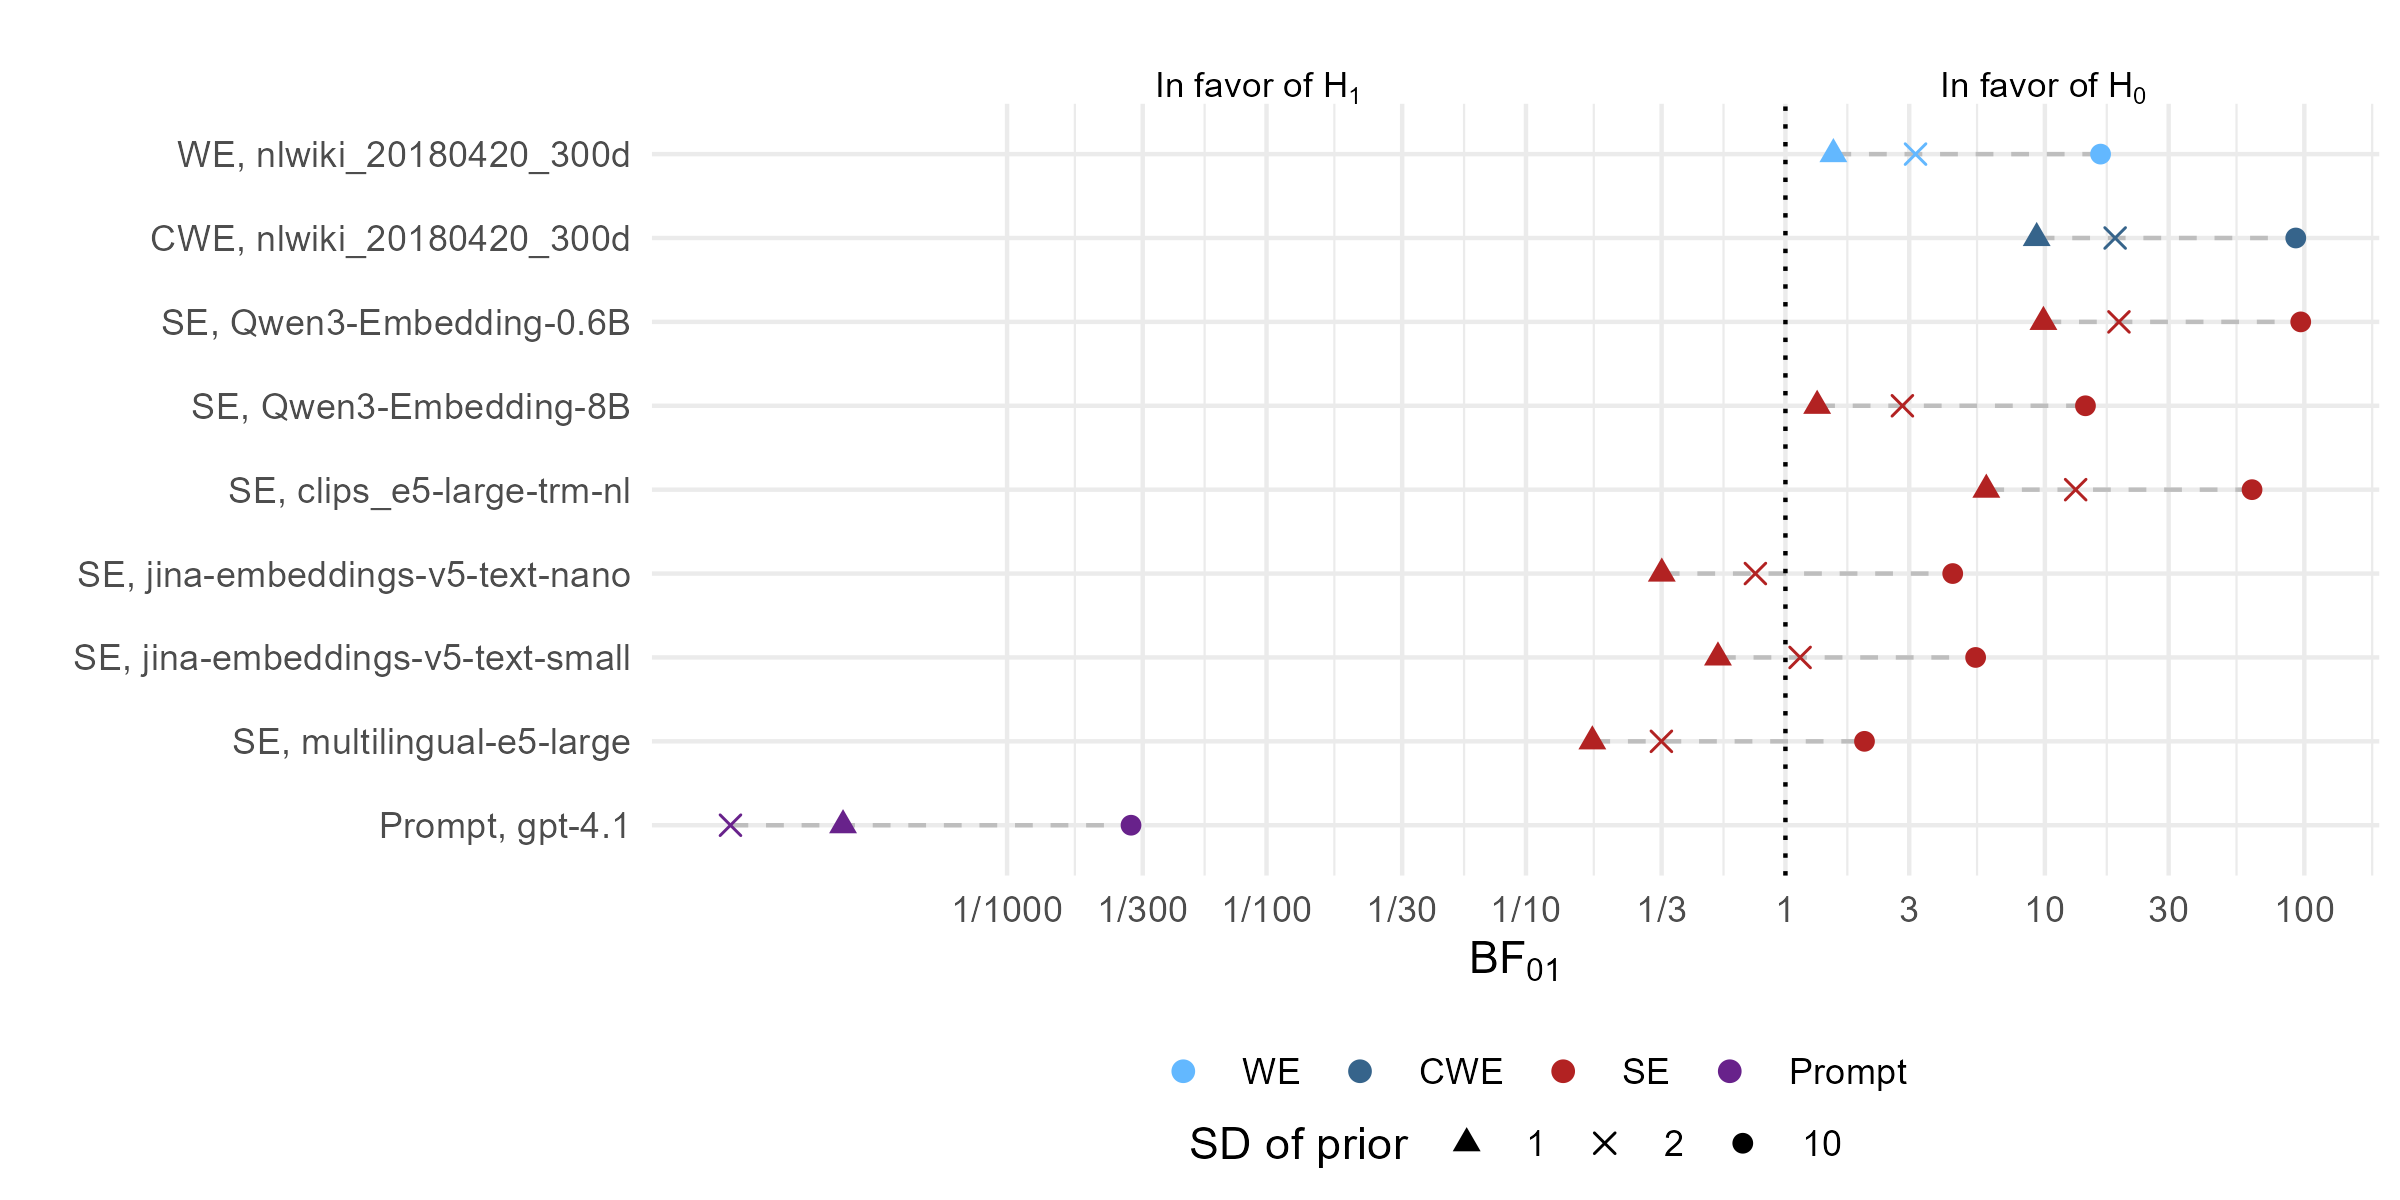 In favor of H1 In favor of H0
WE, nlwiki_20180420_300d
CWE, nlwiki_20180420_300d
SE, Qwen3-Embedding-0.6B
SE, Qwen3-Embedding-8B
SE, clips_e5-large-trm-nl
SE, jina-embeddings-v5-text-nano
SE, jina-embeddings-v5-text-small
SE, multilingual-e5-large
Prompt, gpt-4.1
1/1000 1/300 1/100 1/30 1/10 1/3 1 3 10 30 100
BF01
WE CWE SE Prompt
SD of prior 1 2 10